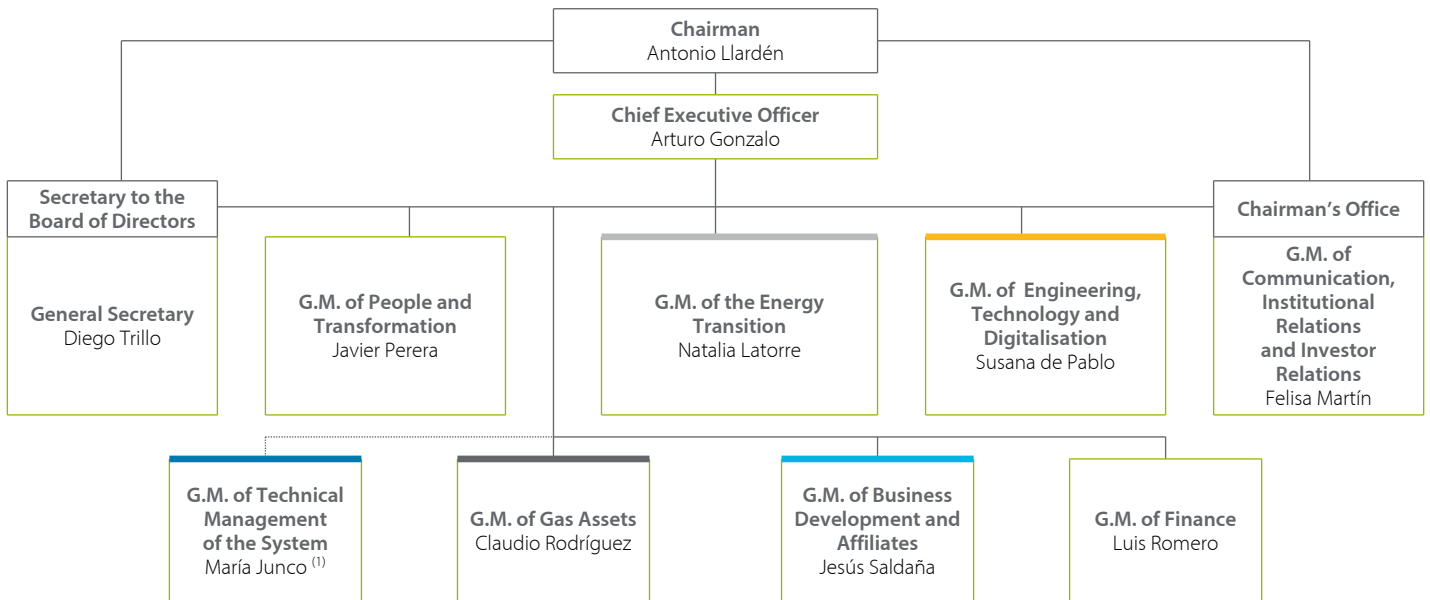 Chairman
Antonio Llardén
Chief Executive Officer
Arturo Gonzalo
Secretary to the
Board of Directors
General Secretary
Diego Trillo
G.M. of People and
Transformation
Javier Perera
G.M. of the Energy
Transition
Natalia Latorre
G.M. of  Engineering,
Technology and
Digitalisation
Susana de Pablo
Chairman’s Office
G.M. of
Communication,
Institutional
Relations
and Investor
Relations
Felisa Martín
G.M. of Technical
Management
of the System
María Junco (1)
G.M. of Gas Assets
Claudio Rodríguez
G.M. of Business
Development and
Affiliates
Jesús Saldaña
G.M. of Finance
Luis Romero